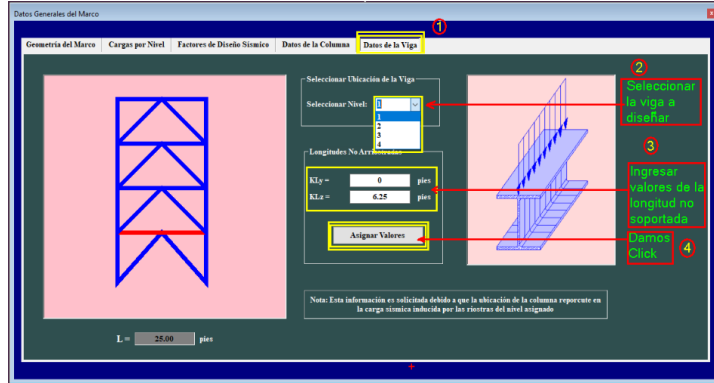 Datos Generales del Marco
1
Geometría del Marco
Cargas por Nivel
Factores de Diseño Sísmico
Datos de la Columna
Datos de la Viga
Seleccionar Ubicación de la Viga
Seleccionar Nivel:
1
1
2
3
4
2
Seleccionar
la viga a
diseñar
Longitudes No Arriostradas
KLy =
0
pies
KLz =
6.25
pies
3
Ingresar
valores de la
longitud no
soportada
Asignar Valores
Damos
Click
4
Nota: Esta información es solicitada debido a que la ubicación de la columna reporcute en
la carga sísmica inducida por las riostras del nivel asignado
L =
25.00
pies